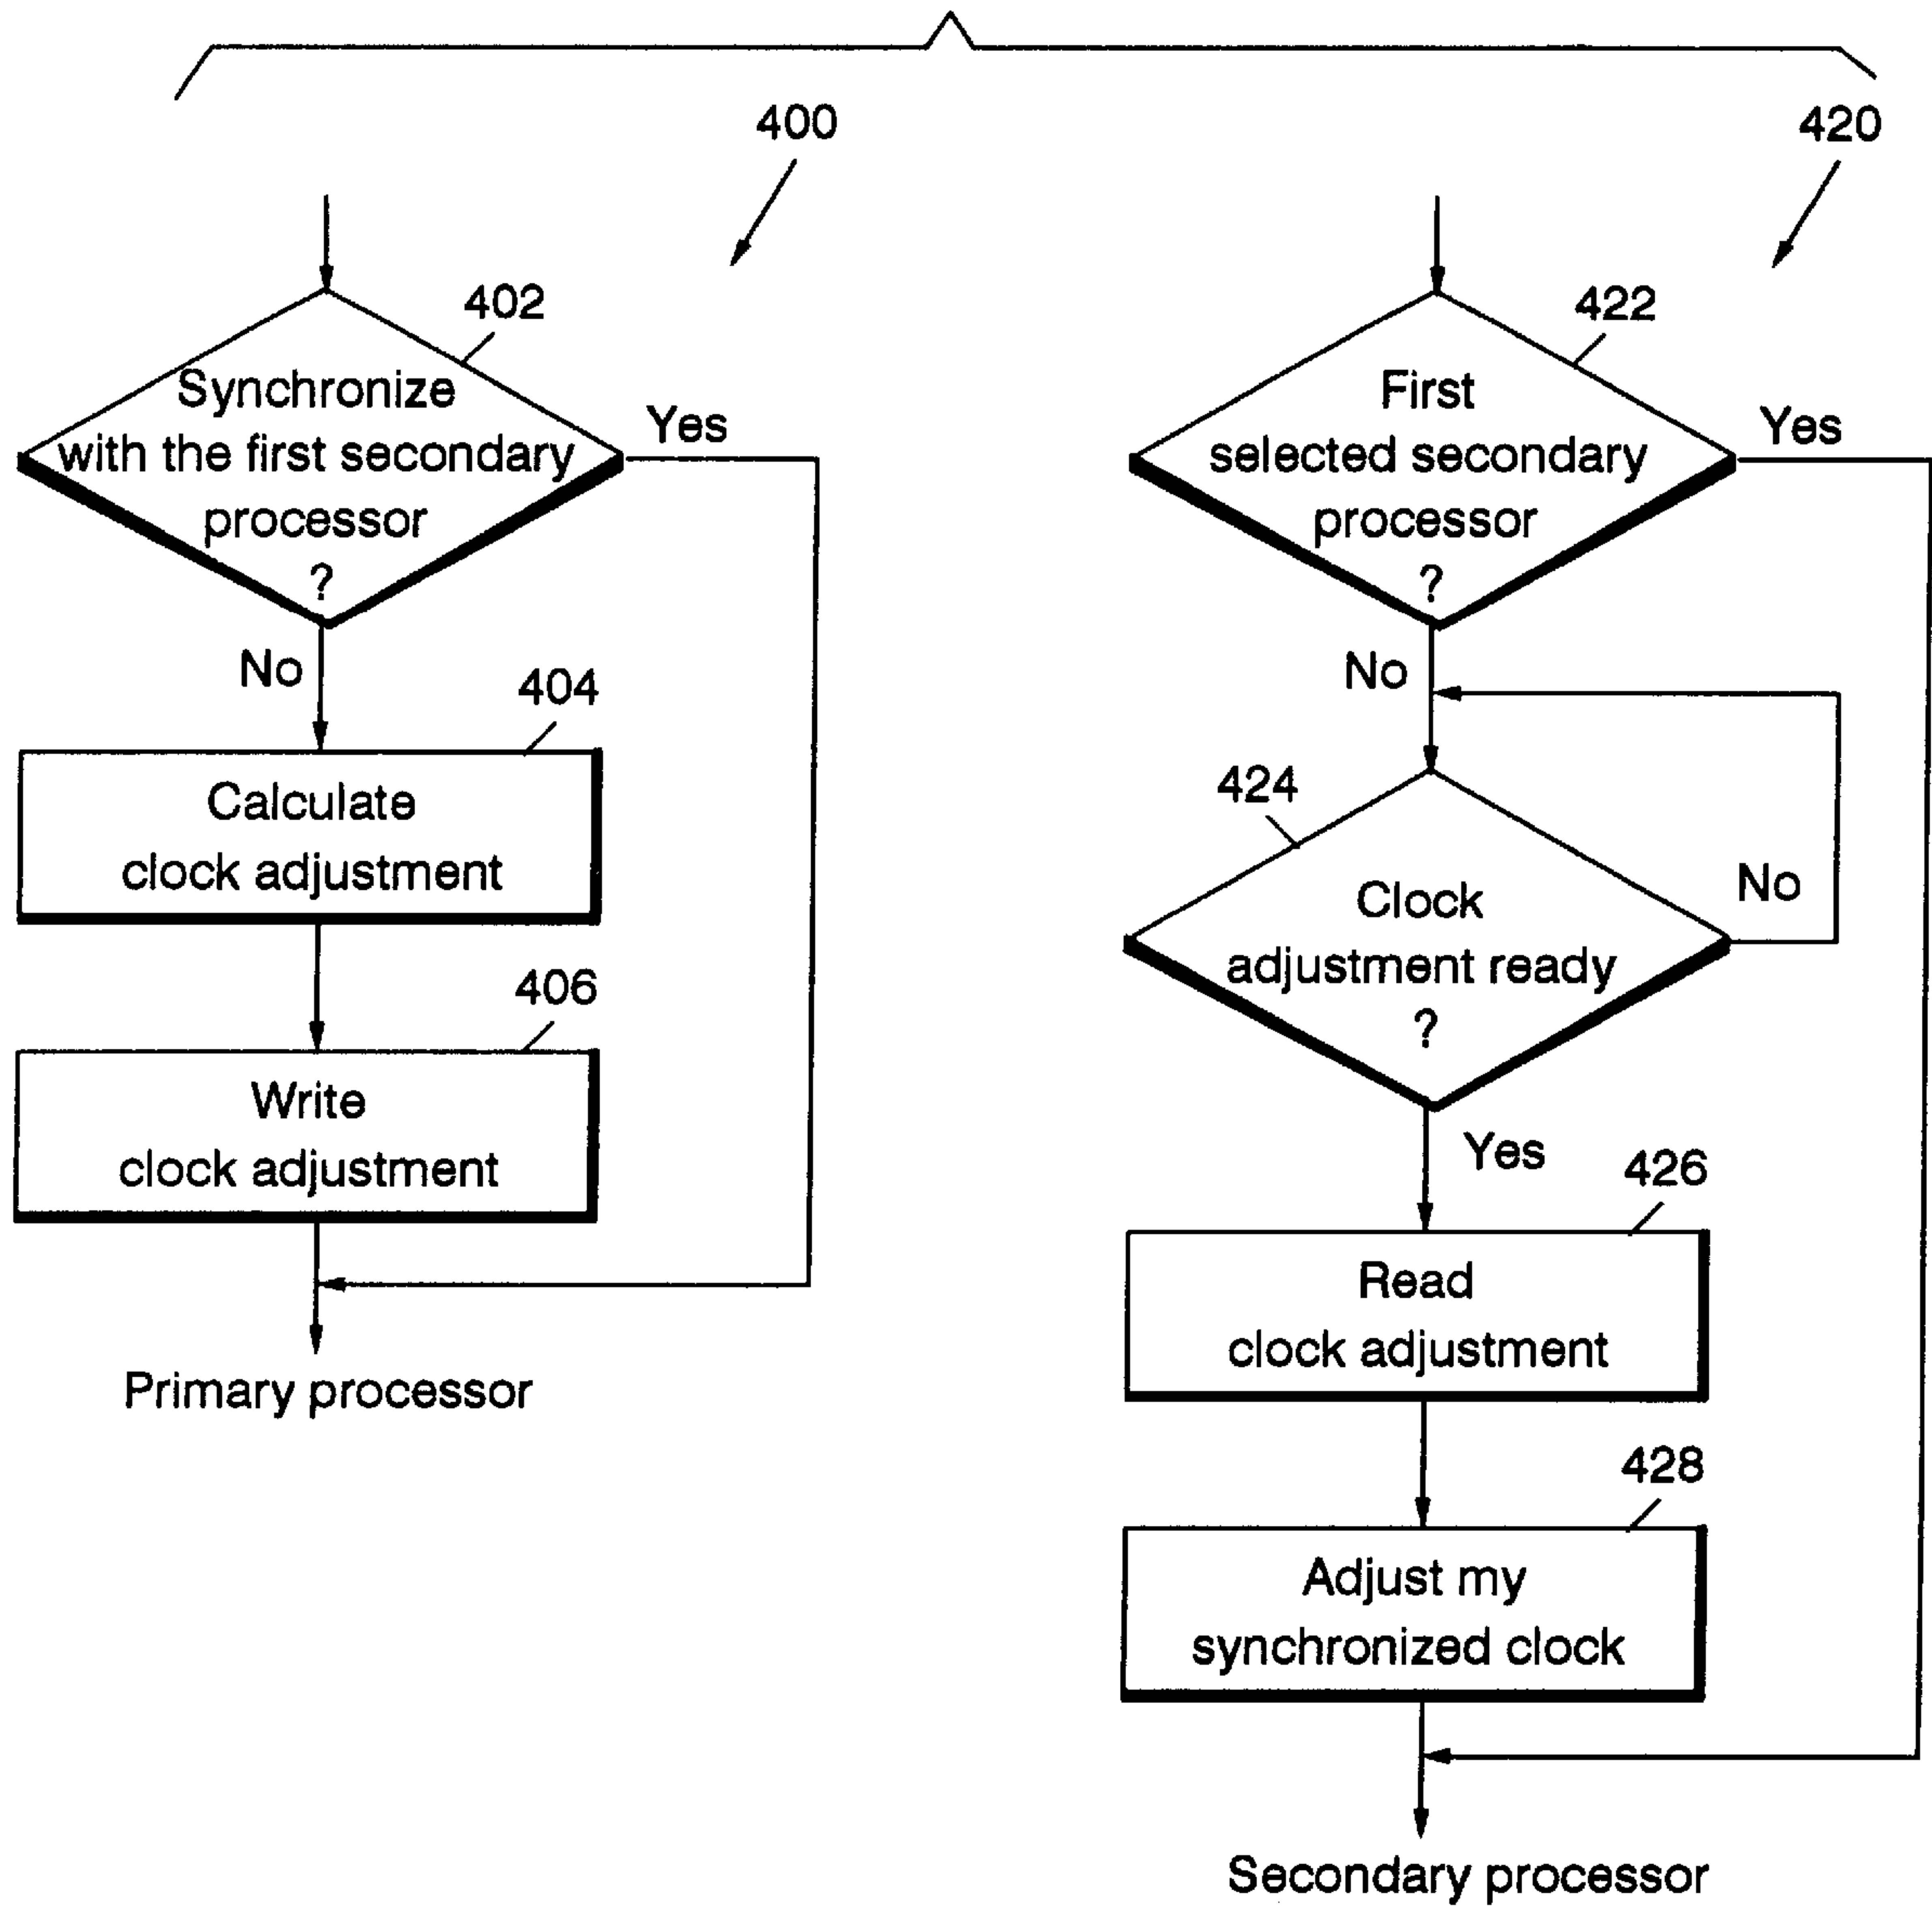 400
402
Synchronize
with the first secondary
processor
?
Yes
No
404
Calculate
clock adjustment
406
Write
clock adjustment
Primary processor
420
422
First
selected secondary
processor
?
Yes
No
424
Clock
adjustment ready
?
No
Yes
426
Read
clock adjustment
428
Adjust my
synchronized clock
Secondary processor